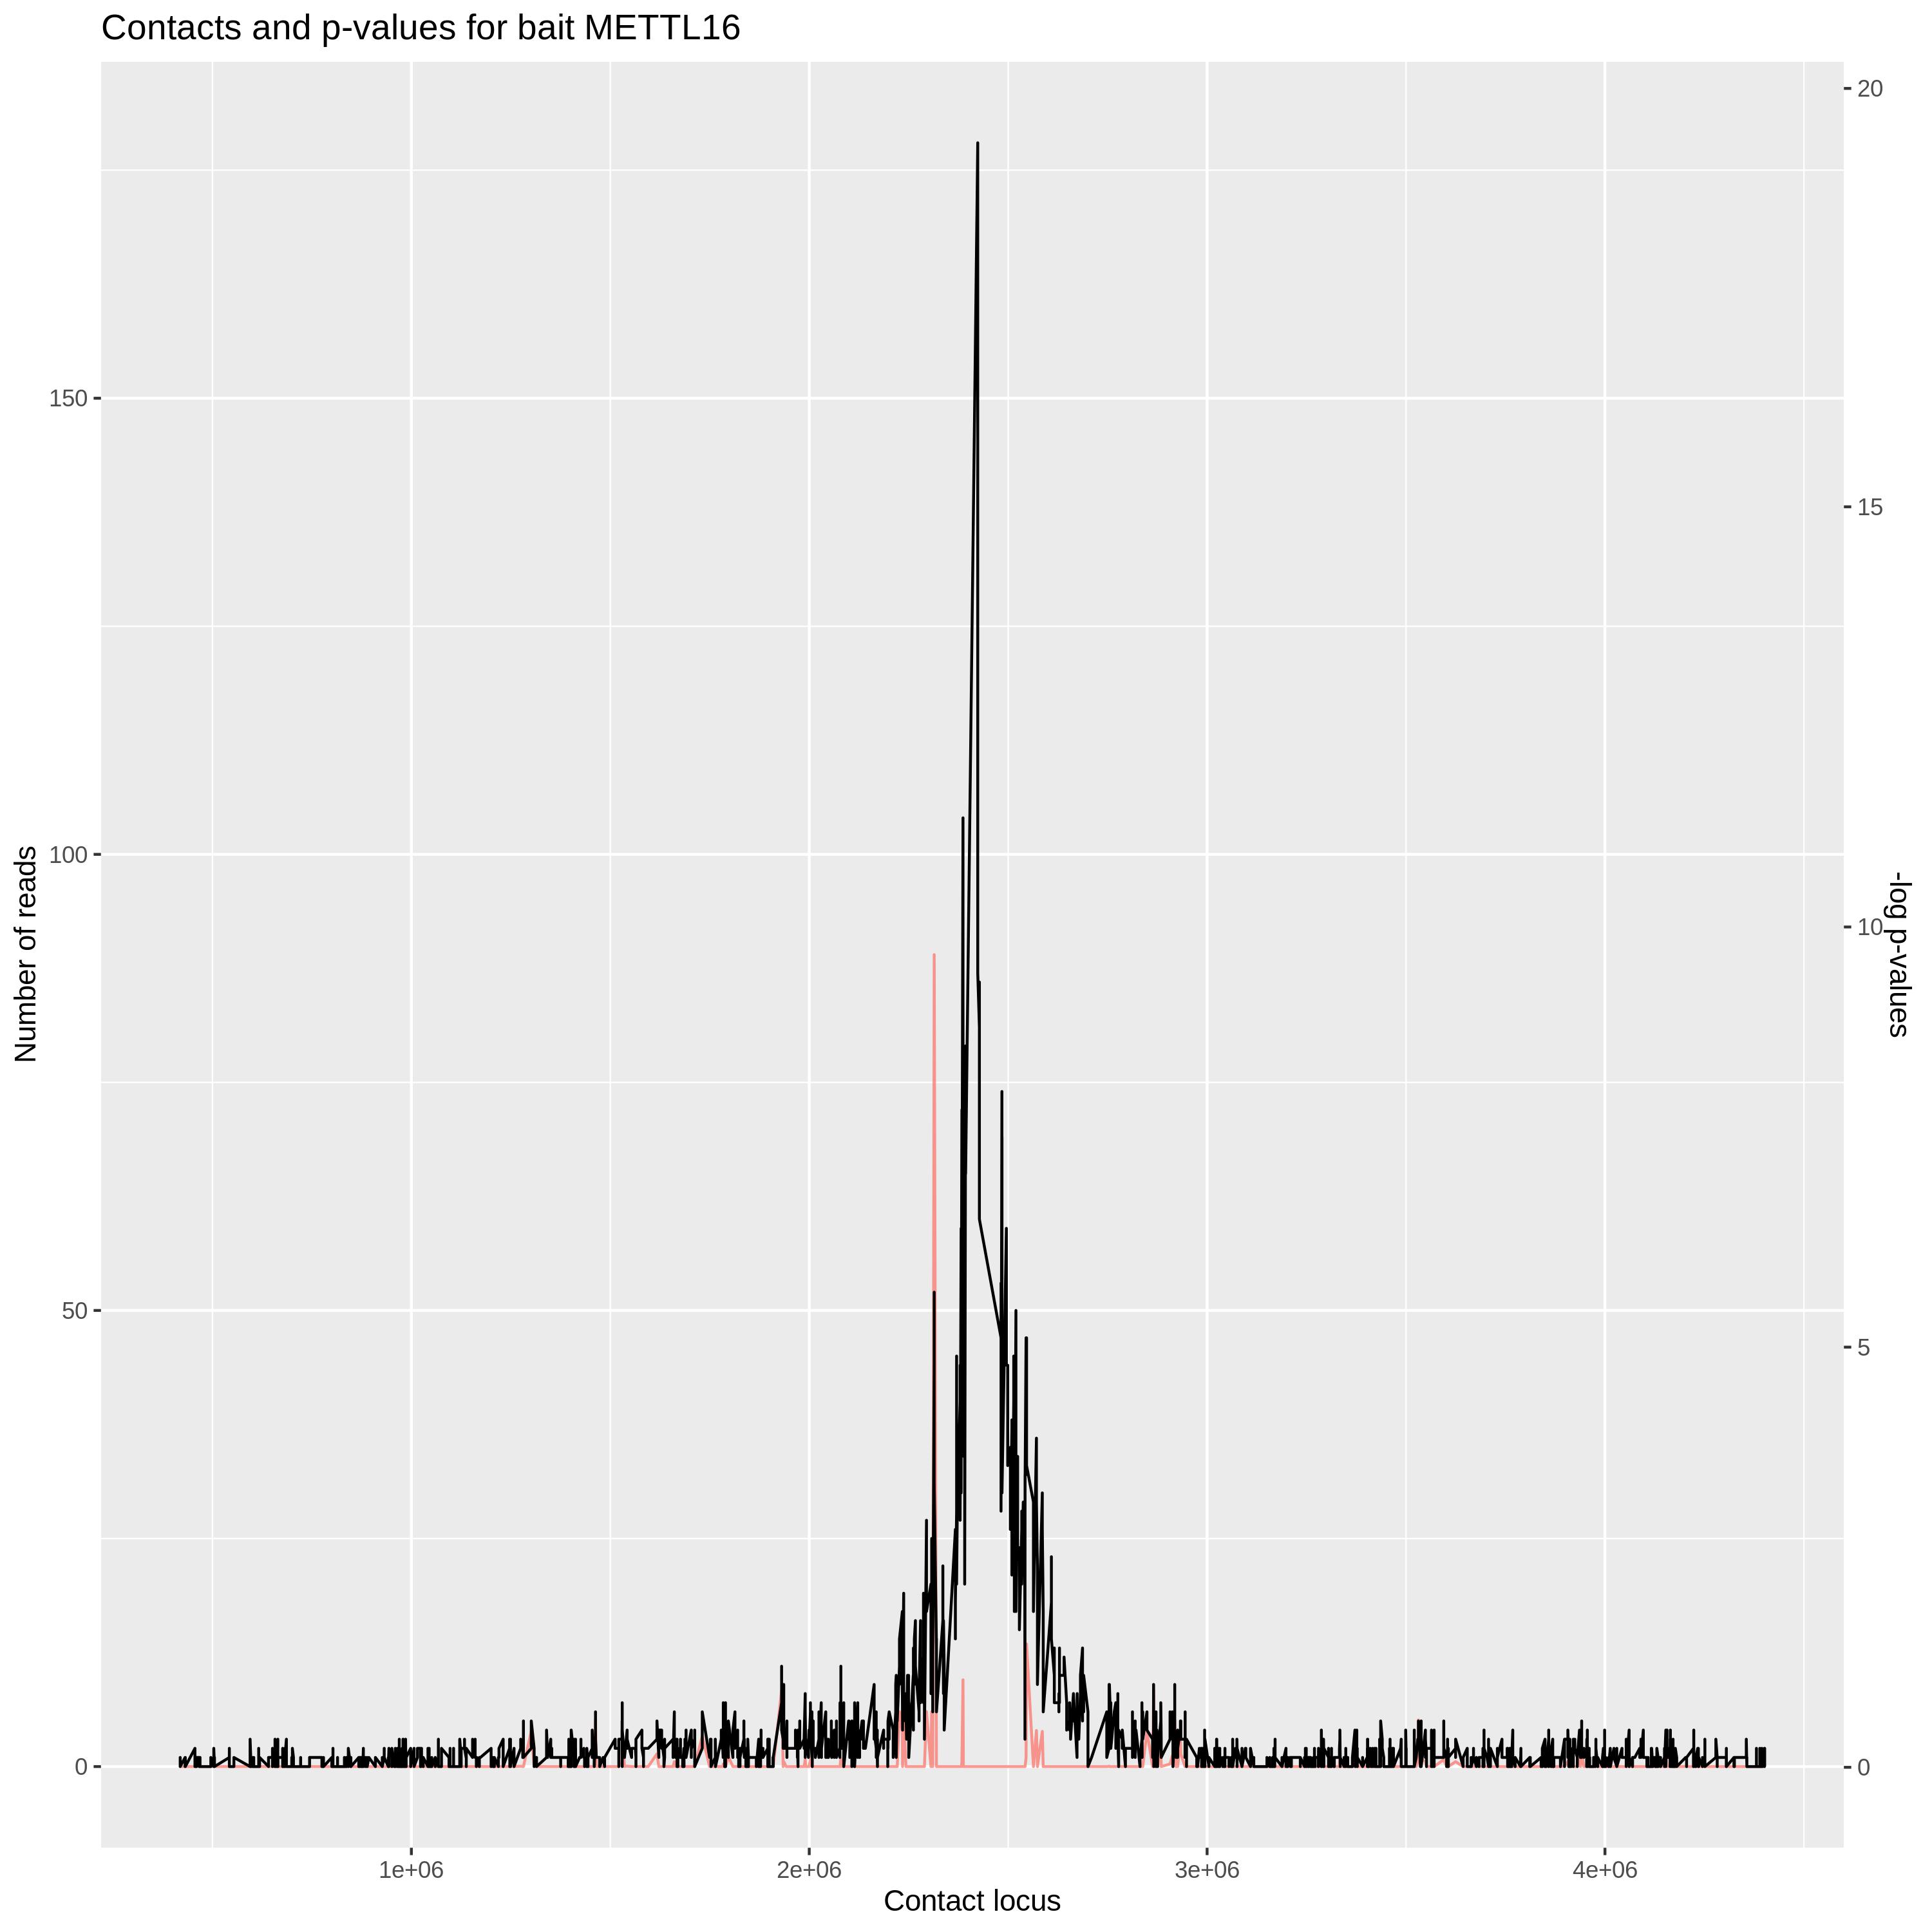 Contacts and p-values for bait METTL16
20
15
10
5
0
-log p-values
150
100
50
0
Number of reads
1e+06
2e+06
3e+06
4e+06
Contact locus